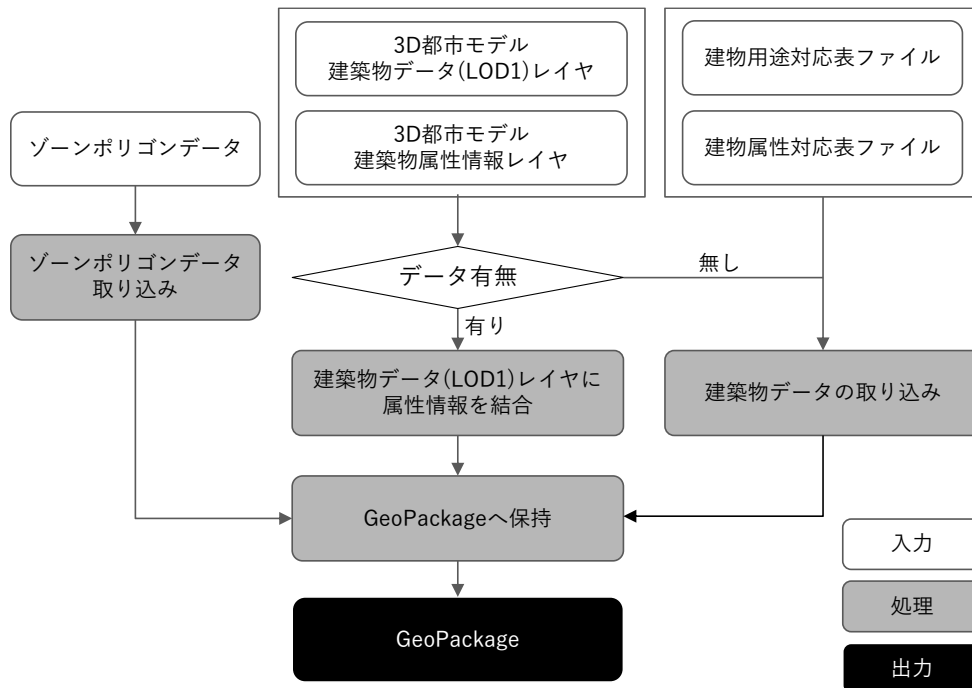 3D都市モデル
建築物データ(LOD1)レイヤ
3D都市モデル
建築物属性情報レイヤ
建物用途対応表ファイル
建物属性対応表ファイル
ゾーンポリゴンデータ
ゾーンポリゴンデータ
取り込み
データ有無
無し
有り
建築物データ(LOD1)レイヤに
属性情報を結合
建築物データの取り込み
GeoPackageへ保持
GeoPackage
入力
処理
出力